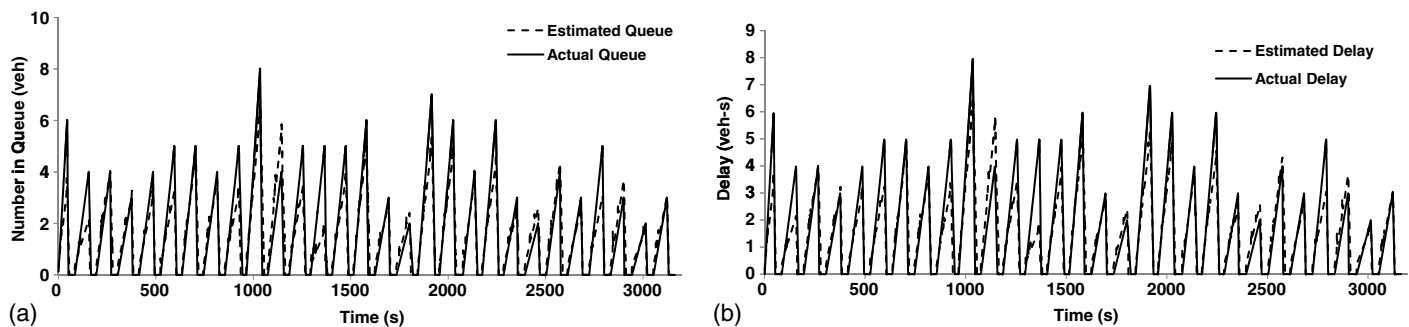 10
8
6
4
2
0
Number in Queue (veh)
Estimated Queue
Actual Queue
0 500 1000 1500 2000 2500 3000
Time (s)
(a)
9
8
7
6
5
4
3
2
1
0
Delay (veh-s)
Estimated Delay
Actual Delay
0 500 1000 1500 2000 2500 3000
Time (s)
(b)